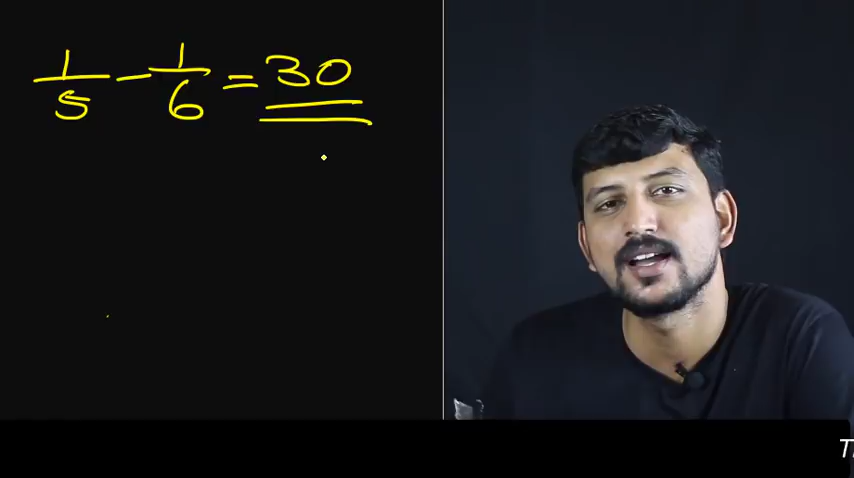 1/5 - 1/6 = 30